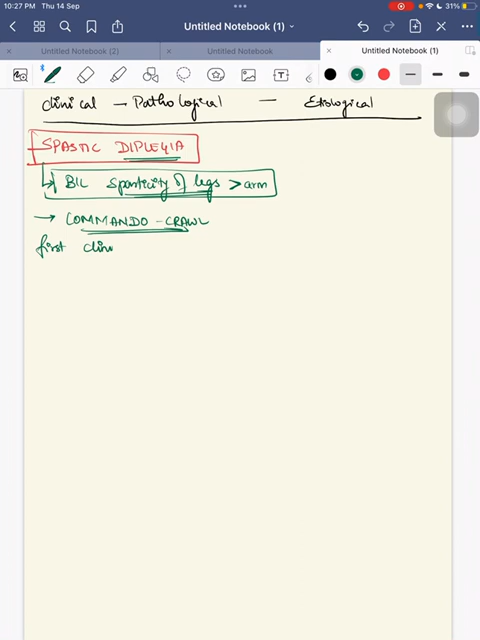 10:27 PM Thu 14 Sep 31%
Untitled Notebook (1)
Untitled Notebook (2) Untitled Notebook Untitled Notebook (1)
clinical — Pathological — Etiological
SPASTIC DIPLEGIA
B/L spasticity of legs > arm
→ COMMANDO - CRAWL
first clini